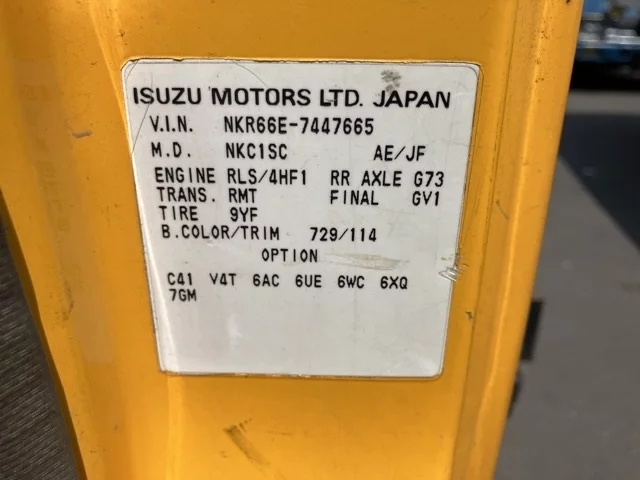 ISUZU MOTORS LTD. JAPAN
V.I.N. NKR66E-7447665
M.D. NKC1SC AE/JF
ENGINE RLS/4HF1 RR AXLE G73
TRANS. RMT FINAL GV1
TIRE 9YF
B.COLOR/TRIM 729/114
OPTION
C41 V4T 6AC 6UE 6WC 6XQ
7GM